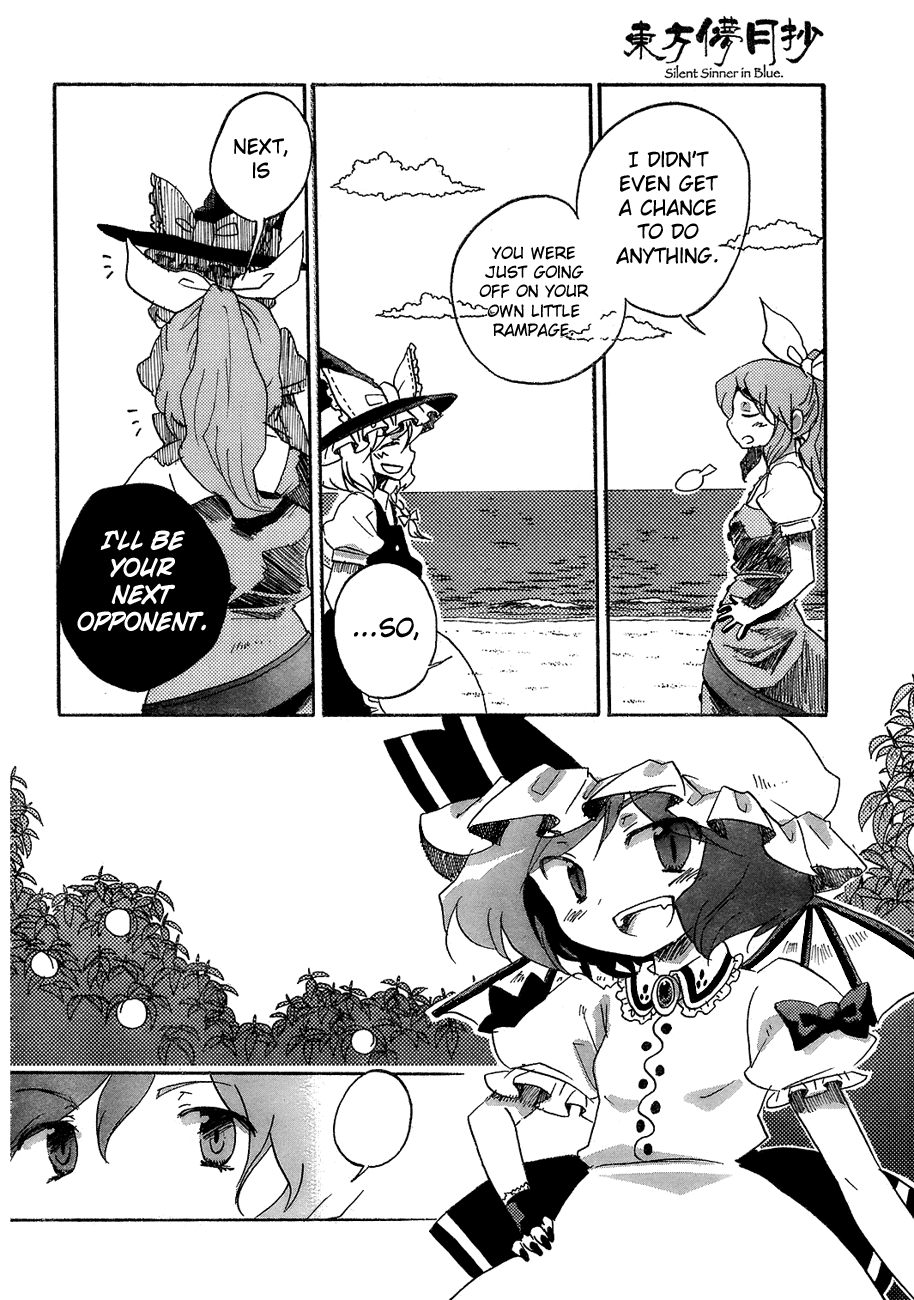 東方儚月抄
Silent Sinner in Blue.
I DIDN'T
EVEN GET
A CHANCE
TO DO
ANYTHING.
YOU WERE
JUST GOING
OFF ON YOUR
OWN LITTLE
RAMPAGE.
...SO,
NEXT,
IS
I'LL BE
YOUR
NEXT
OPPONENT.